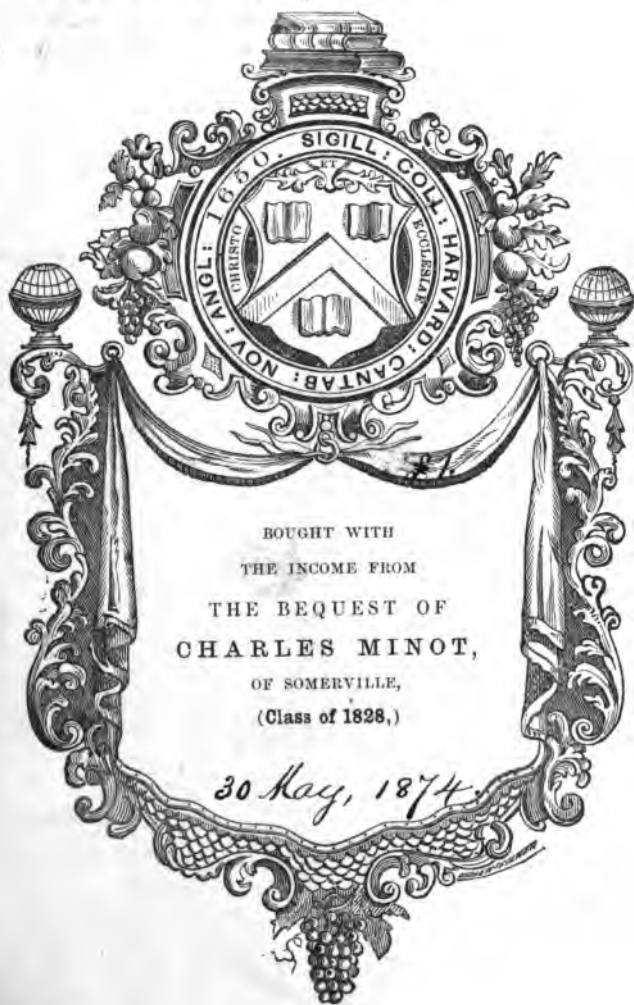 SIGILL: COLL: HARVARD: CANTAB: NOV: ANGL: 1650.
ET
CHRISTO
ECCLESIAE
BOUGHT WITH
THE INCOME FROM
THE BEQUEST OF
CHARLES MINOT,
OF SOMERVILLE,
(Class of 1828,)
30 May, 1874.